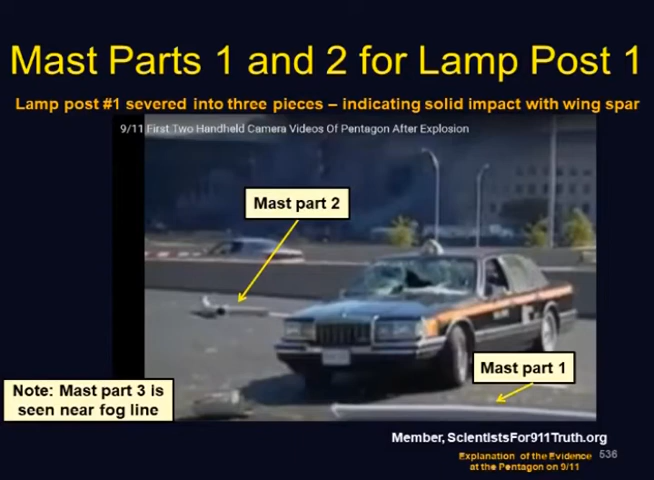 Mast Parts 1 and 2 for Lamp Post 1
Lamp post #1 severed into three pieces – indicating solid impact with wing spar
9/11 First Two Handheld Camera Videos Of Pentagon After Explosion
Mast part 2
Mast part 1
Note: Mast part 3 is
seen near fog line
Member, ScientistsFor911Truth.org
Explanation of the Evidence
at the Pentagon on 9/11
536